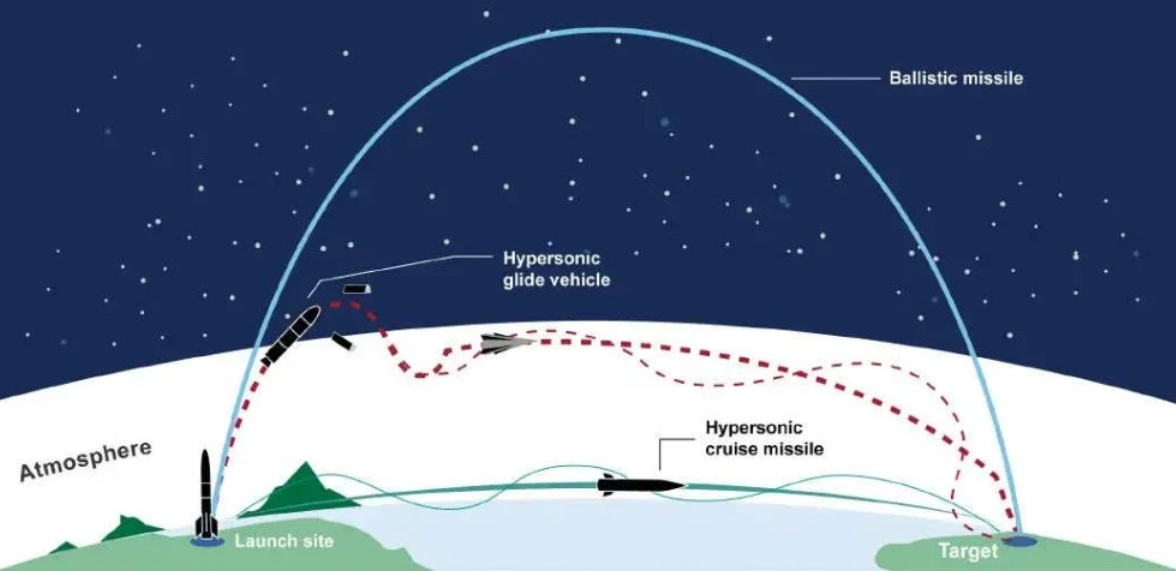 Ballistic missile
Hypersonic
glide vehicle
Hypersonic
cruise missile
Atmosphere
Launch site
Target